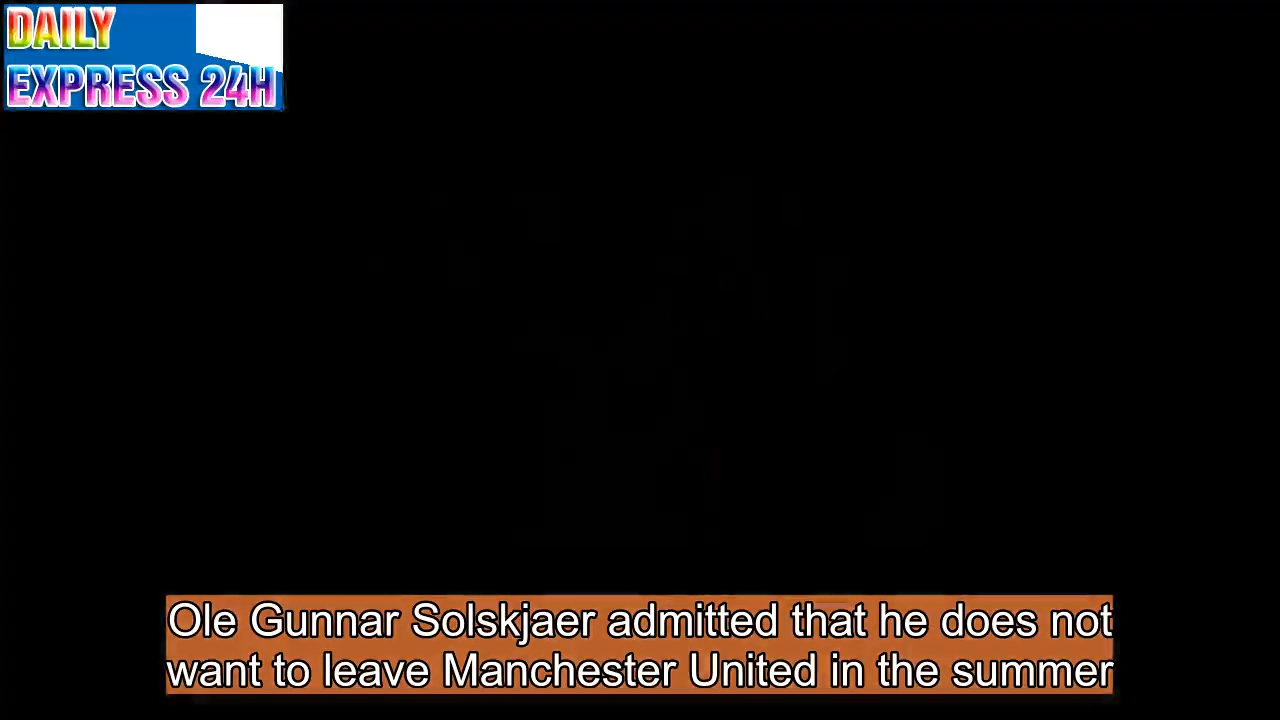 DAILY
EXPRESS 24H
Ole Gunnar Solskjaer admitted that he does not
want to leave Manchester United in the summer